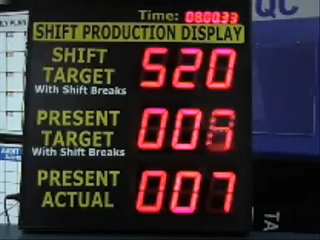 Time: 08.00.33
QC
SHIFT PRODUCTION DISPLAY
SHIFT TARGET 520
With Shift Breaks
PRESENT TARGET
With Shift Breaks
PRESENT ACTUAL 007
TA